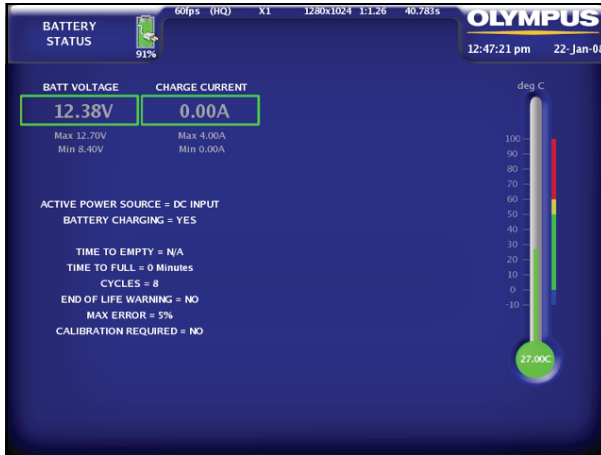 BATTERY
STATUS
91%
60fps (HQ) X1 1280x1024 1:1.26 40.783s
OLYMPUS
12:47:21 pm 22-Jan-08
BATT VOLTAGE CHARGE CURRENT
12.38V 0.00A
Max 12.70V Max 4.00A
Min 8.40V Min 0.00A
ACTIVE POWER SOURCE = DC INPUT
BATTERY CHARGING = YES
TIME TO EMPTY = N/A
TIME TO FULL = 0 Minutes
CYCLES = 8
END OF LIFE WARNING = NO
MAX ERROR = 5%
CALIBRATION REQUIRED = NO
deg C
100
90
80
70
60
50
40
30
20
10
0
-10
27.00C